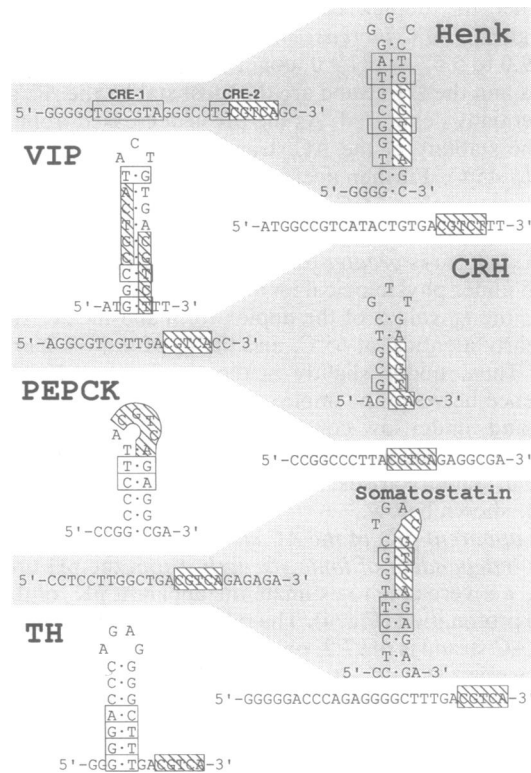 Henk
G
G C
G C
A·T
T·G
G·C
C·G
G·T
G·C
T·A
C·G
5'-GGGG·C-3'
CRE-1 CRE-2
5'-GGGGCTGGCGTAGGGCCTGCGTCAGC-3'
VIP
C
A T
T·G
A·T
C·G
T·A
G·C
C·G
C·T
G·C
5'-ATG·TTT-3'
5'-ATGGCCGTCATACTGTGACGTCTTT-3'
CRH
T
G T
C·G
T·A
G·C
C·G
G·T
5'-AG·CACC-3'
5'-AGGCGTCGTTGACGTCACC-3'
PEPCK
C G T
A C
T A
T·G
C·A
C·G
C·G
5'-CCGG·CGA-3'
5'-CCGGCCCTTACGTCAGAGGCGA-3'
Somatostatin
G A
T C
C·G
G·T
G·C
T·A
T·G
C·A
C·G
T·A
5'-CC·GA-3'
5'-CCTCCTTGGCTGACGTCAGAGAGA-3'
TH
G A
A G
C·G
C·G
C·G
A·C
G·T
G·T
5'-GGG·TGACGTCA-3'
5'-GGGGGACCCAGAGGGGCTTTGACGTCA-3'